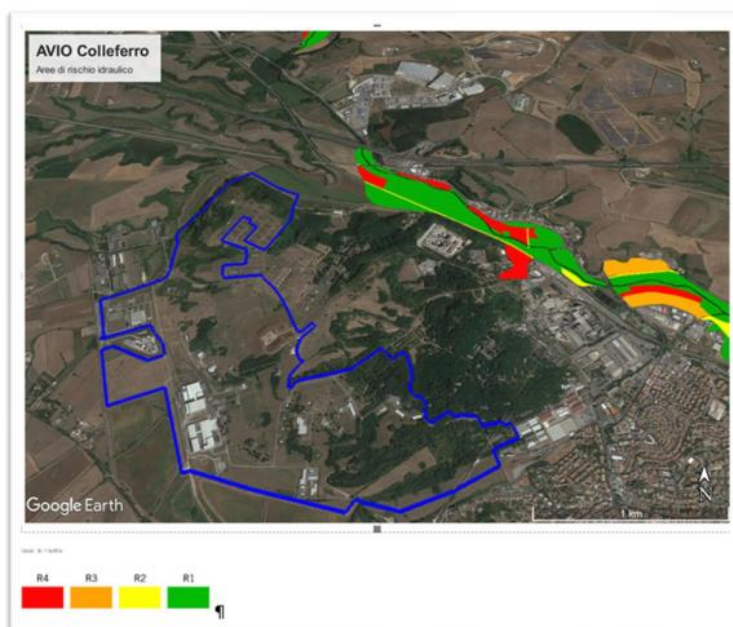 AVIO Colleferro
Aree di rischio idraulico
Google Earth
N
1 km
R4 R3 R2 R1
¶